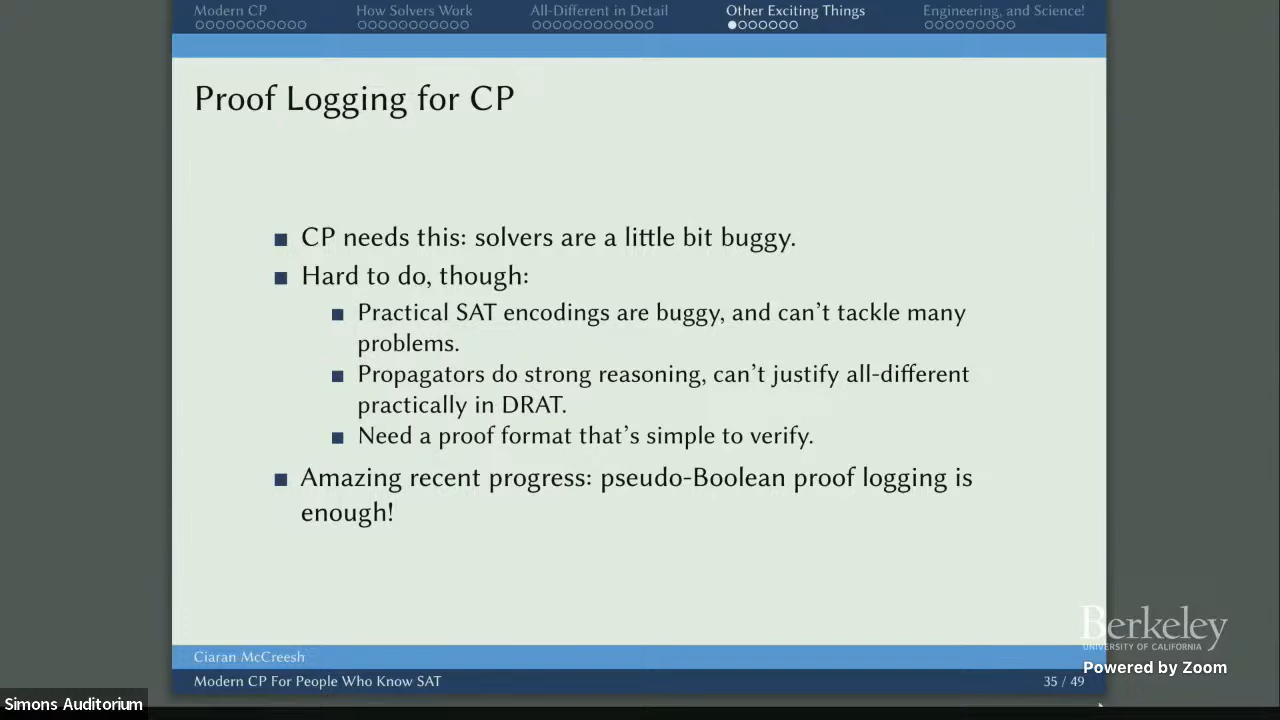 Modern CP
How Solvers Work
All-Different in Detail
Other Exciting Things
Engineering, and Science!
Proof Logging for CP
CP needs this: solvers are a little bit buggy.
Hard to do, though:
Practical SAT encodings are buggy, and can't tackle many
problems.
Propagators do strong reasoning, can't justify all-different
practically in DRAT.
Need a proof format that's simple to verify.
Amazing recent progress: pseudo-Boolean proof logging is
enough!
Berkeley
UNIVERSITY OF CALIFORNIA
Powered by Zoom
Ciaran McCreesh
Modern CP For People Who Know SAT
35 / 49
Simons Auditorium